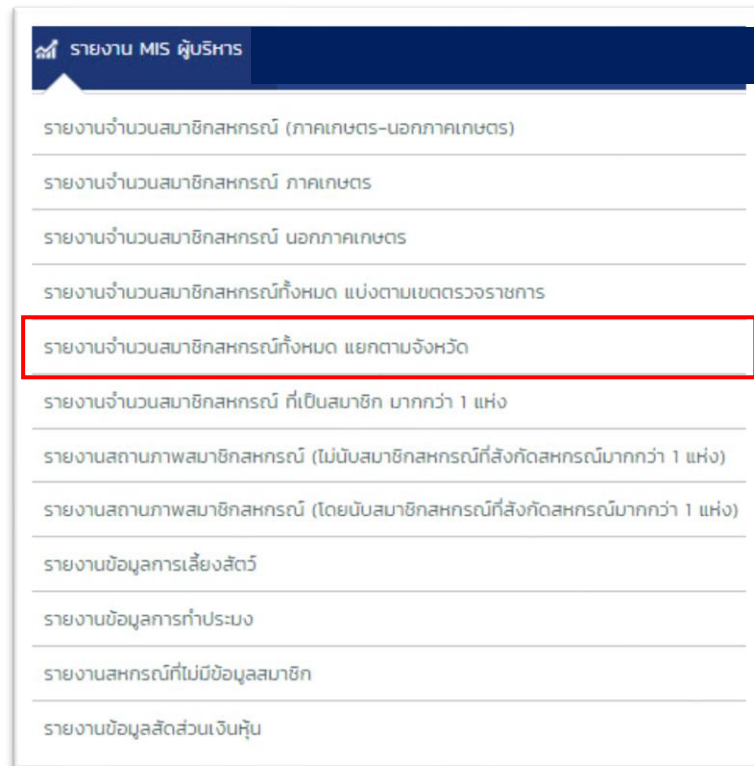 รายงาน MIS ผู้บริหาร
รายงานจำนวนสมาชิกสหกรณ์ (ภาคเกษตร-นอกภาคเกษตร)
รายงานจำนวนสมาชิกสหกรณ์ ภาคเกษตร
รายงานจำนวนสมาชิกสหกรณ์ นอกภาคเกษตร
รายงานจำนวนสมาชิกสหกรณ์ทั้งหมด แบ่งตามเขตตรวจราชการ
รายงานจำนวนสมาชิกสหกรณ์ทั้งหมด แยกตามจังหวัด
รายงานจำนวนสมาชิกสหกรณ์ ที่เป็นสมาชิก มากกว่า 1 แห่ง
รายงานสถานภาพสมาชิกสหกรณ์ (ไม่นับสมาชิกสหกรณ์ที่สังกัดสหกรณ์มากกว่า 1 แห่ง)
รายงานสถานภาพสมาชิกสหกรณ์ (โดยนับสมาชิกสหกรณ์ที่สังกัดสหกรณ์มากกว่า 1 แห่ง)
รายงานข้อมูลการเลี้ยงสัตว์
รายงานข้อมูลการทำประมง
รายงานสหกรณ์ที่ไม่มีข้อมูลสมาชิก
รายงานข้อมูลสัดส่วนเงินหุ้น